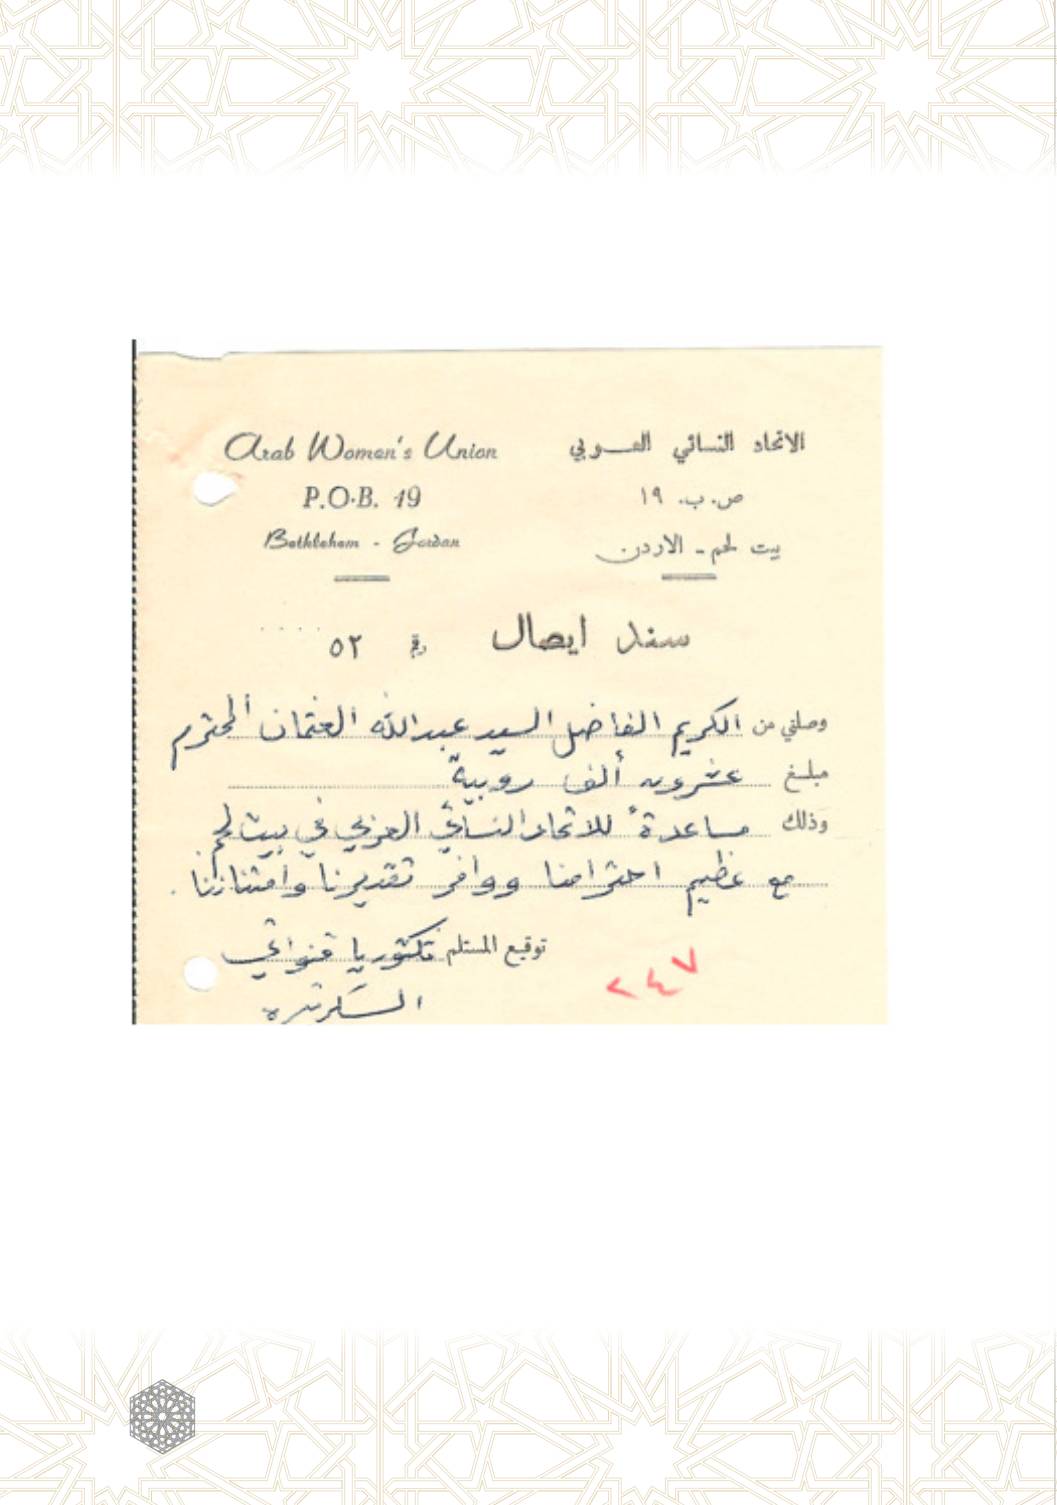 الاتحاد النسائي العربي
ص.ب. ١٩
بيت لحم - الاردن
Arab Women's Union
P.O.B. 19
Bethlehem - Jordan
سند ايصال رقم ٥٢
وصلني من الكريم الفاضل السيد عبدالله العثمان المحترم
مبلغ عشرون ألف روبية
وذلك مساعدة للاتحاد النسائي العربي في بيت لحم
مع عظيم احترامنا ووافر تقديرنا وامتناننا.
توقيع المستلم فكتوريا قنواتي
السكرتيرة
٢٤٧